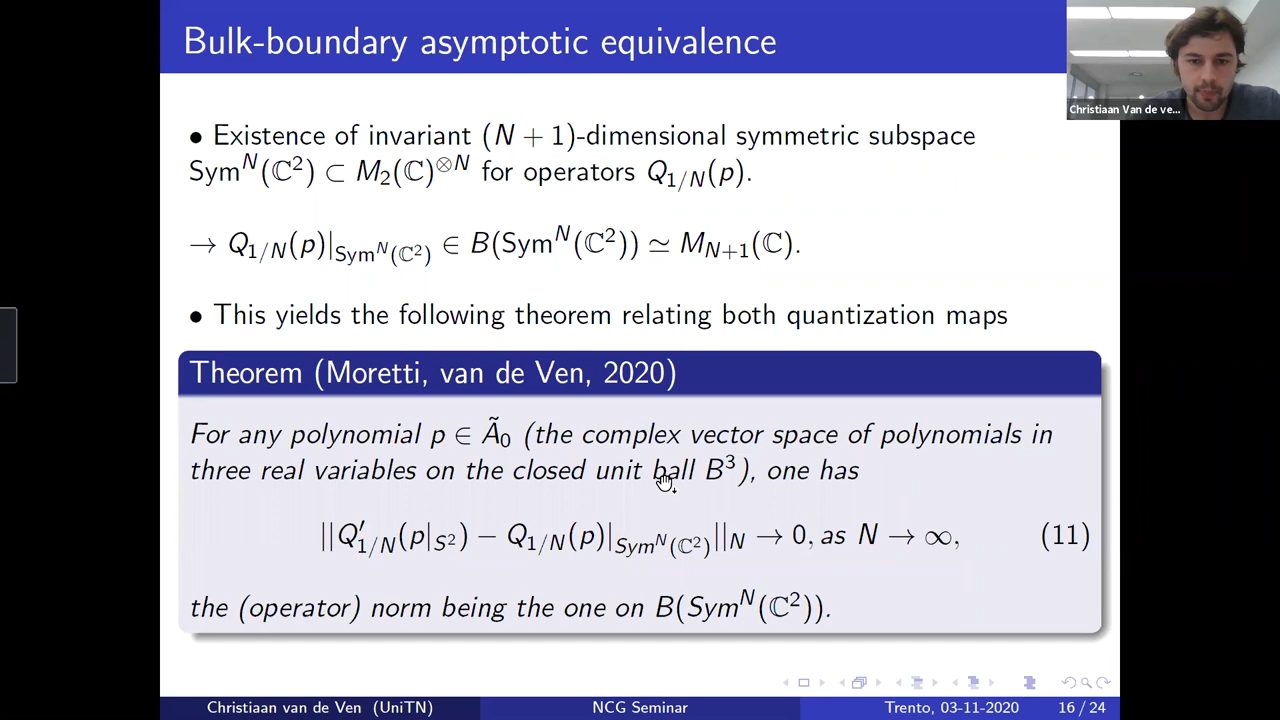 Bulk-boundary asymptotic equivalence
Christiaan Van de ve...
• Existence of invariant (N + 1)-dimensional symmetric subspace
Sym^N(ℂ²) ⊂ M₂(ℂ)^⊗N for operators Q_{1/N}(p).
→ Q_{1/N}(p)|_{Sym^N(ℂ²)} ∈ B(Sym^N(ℂ²)) ≃ M_{N+1}(ℂ).
• This yields the following theorem relating both quantization maps
Theorem (Moretti, van de Ven, 2020)
For any polynomial p ∈ Ã₀ (the complex vector space of polynomials in
three real variables on the closed unit ball B³), one has
||Q′_{1/N}(p|_{S²}) − Q_{1/N}(p)|_{Sym^N(ℂ²)}||_N → 0, as N → ∞, (11)
the (operator) norm being the one on B(Sym^N(ℂ²)).
Christiaan van de Ven (UniTN) NCG Seminar Trento, 03-11-2020 16 / 24